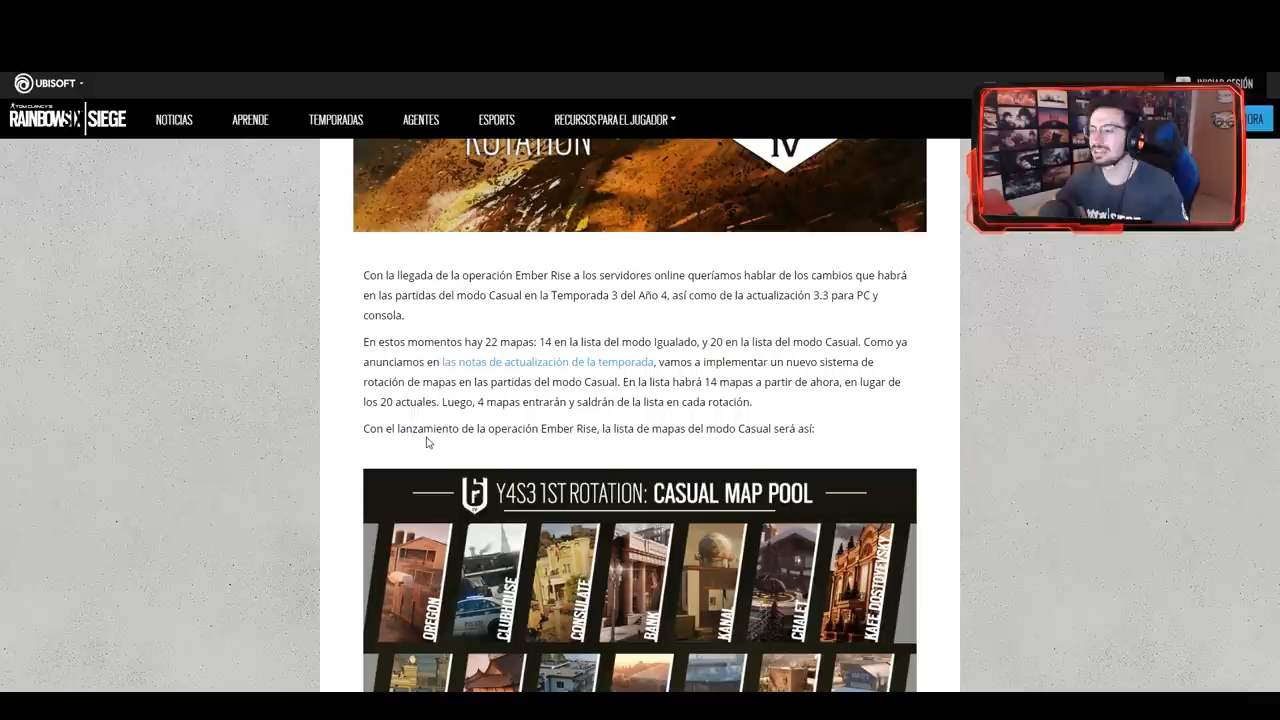 UBISOFT
INICIAR SESIÓN
TOM CLANCY'S
RAINBOW SIX | SIEGE
NOTICIAS
APRENDE
TEMPORADAS
AGENTES
ESPORTS
RECURSOS PARA EL JUGADOR
ORA
ROTATION
IV
Con la llegada de la operación Ember Rise a los servidores online queríamos hablar de los cambios que habrá
en las partidas del modo Casual en la Temporada 3 del Año 4, así como de la actualización 3.3 para PC y
consola.
En estos momentos hay 22 mapas: 14 en la lista del modo Igualado, y 20 en la lista del modo Casual. Como ya
anunciamos en las notas de actualización de la temporada, vamos a implementar un nuevo sistema de
rotación de mapas en las partidas del modo Casual. En la lista habrá 14 mapas a partir de ahora, en lugar de
los 20 actuales. Luego, 4 mapas entrarán y saldrán de la lista en cada rotación.
Con el lanzamiento de la operación Ember Rise, la lista de mapas del modo Casual será así:
Y4S3 1ST ROTATION: CASUAL MAP POOL
OREGON
CLUBHOUSE
CONSULATE
BANK
KANAL
CHALET
KAFE DOSTOYEVSKY